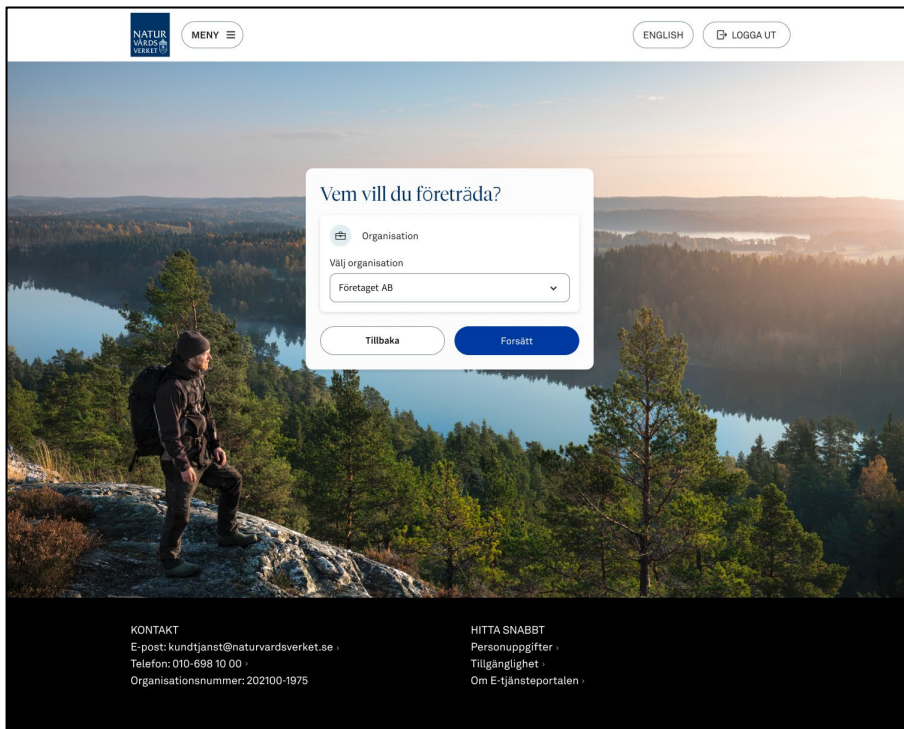 NATUR
VÅRDS
VERKET
MENY
ENGLISH
LOGGA UT
Vem vill du företräda?
Organisation
Välj organisation
Företaget AB
Tillbaka
Forsätt
KONTAKT
E-post: kundtjanst@naturvardsverket.se ›
Telefon: 010-698 10 00 ›
Organisationsnummer: 202100-1975
HITTA SNABBT
Personuppgifter ›
Tillgänglighet ›
Om E-tjänsteportalen ›